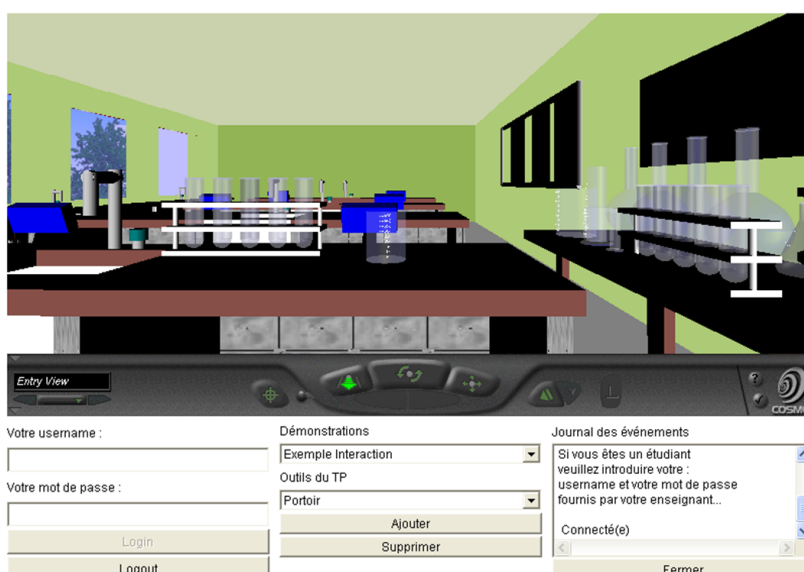 Entry View
?
COSMO
Votre username :
Votre mot de passe :
Login
Logout
Démonstrations
Exemple Interaction
Outils du TP
Portoir
Ajouter
Supprimer
Journal des événements
Si vous êtes un étudiant
veuillez introduire votre :
username et votre mot de passe
fournis par votre enseignant...
Connecté(e)
Fermer